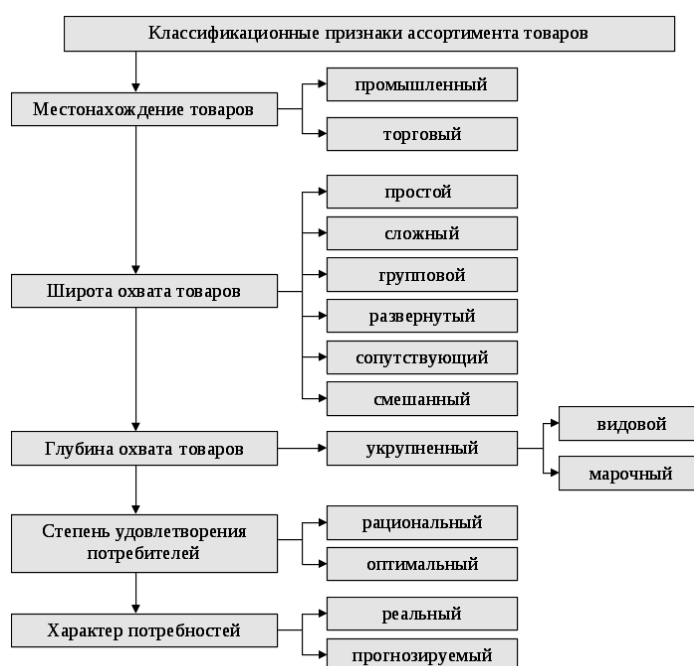 Классификационные признаки ассортимента товаров
Местонахождение товаров
промышленный
торговый
Широта охвата товаров
простой
сложный
групповой
развернутый
сопутствующий
смешанный
Глубина охвата товаров
укрупненный
видовой
марочный
Степень удовлетворения
потребителей
рациональный
оптимальный
Характер потребностей
реальный
прогнозируемый